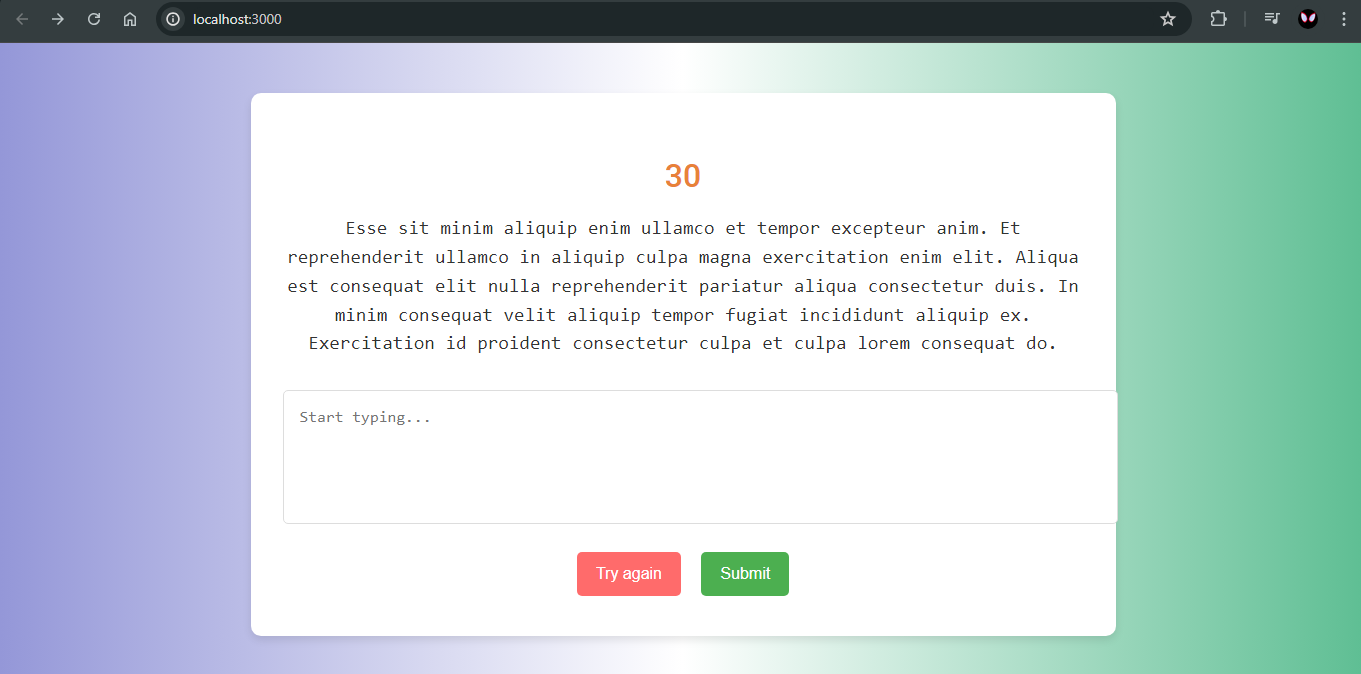 localhost:3000
30
Esse sit minim aliquip enim ullamco et tempor excepteur anim. Et
reprehenderit ullamco in aliquip culpa magna exercitation enim elit. Aliqua
est consequat elit nulla reprehenderit pariatur aliqua consectetur duis. In
minim consequat velit aliquip tempor fugiat incididunt aliquip ex.
Exercitation id proident consectetur culpa et culpa lorem consequat do.
Start typing...
Try again
Submit